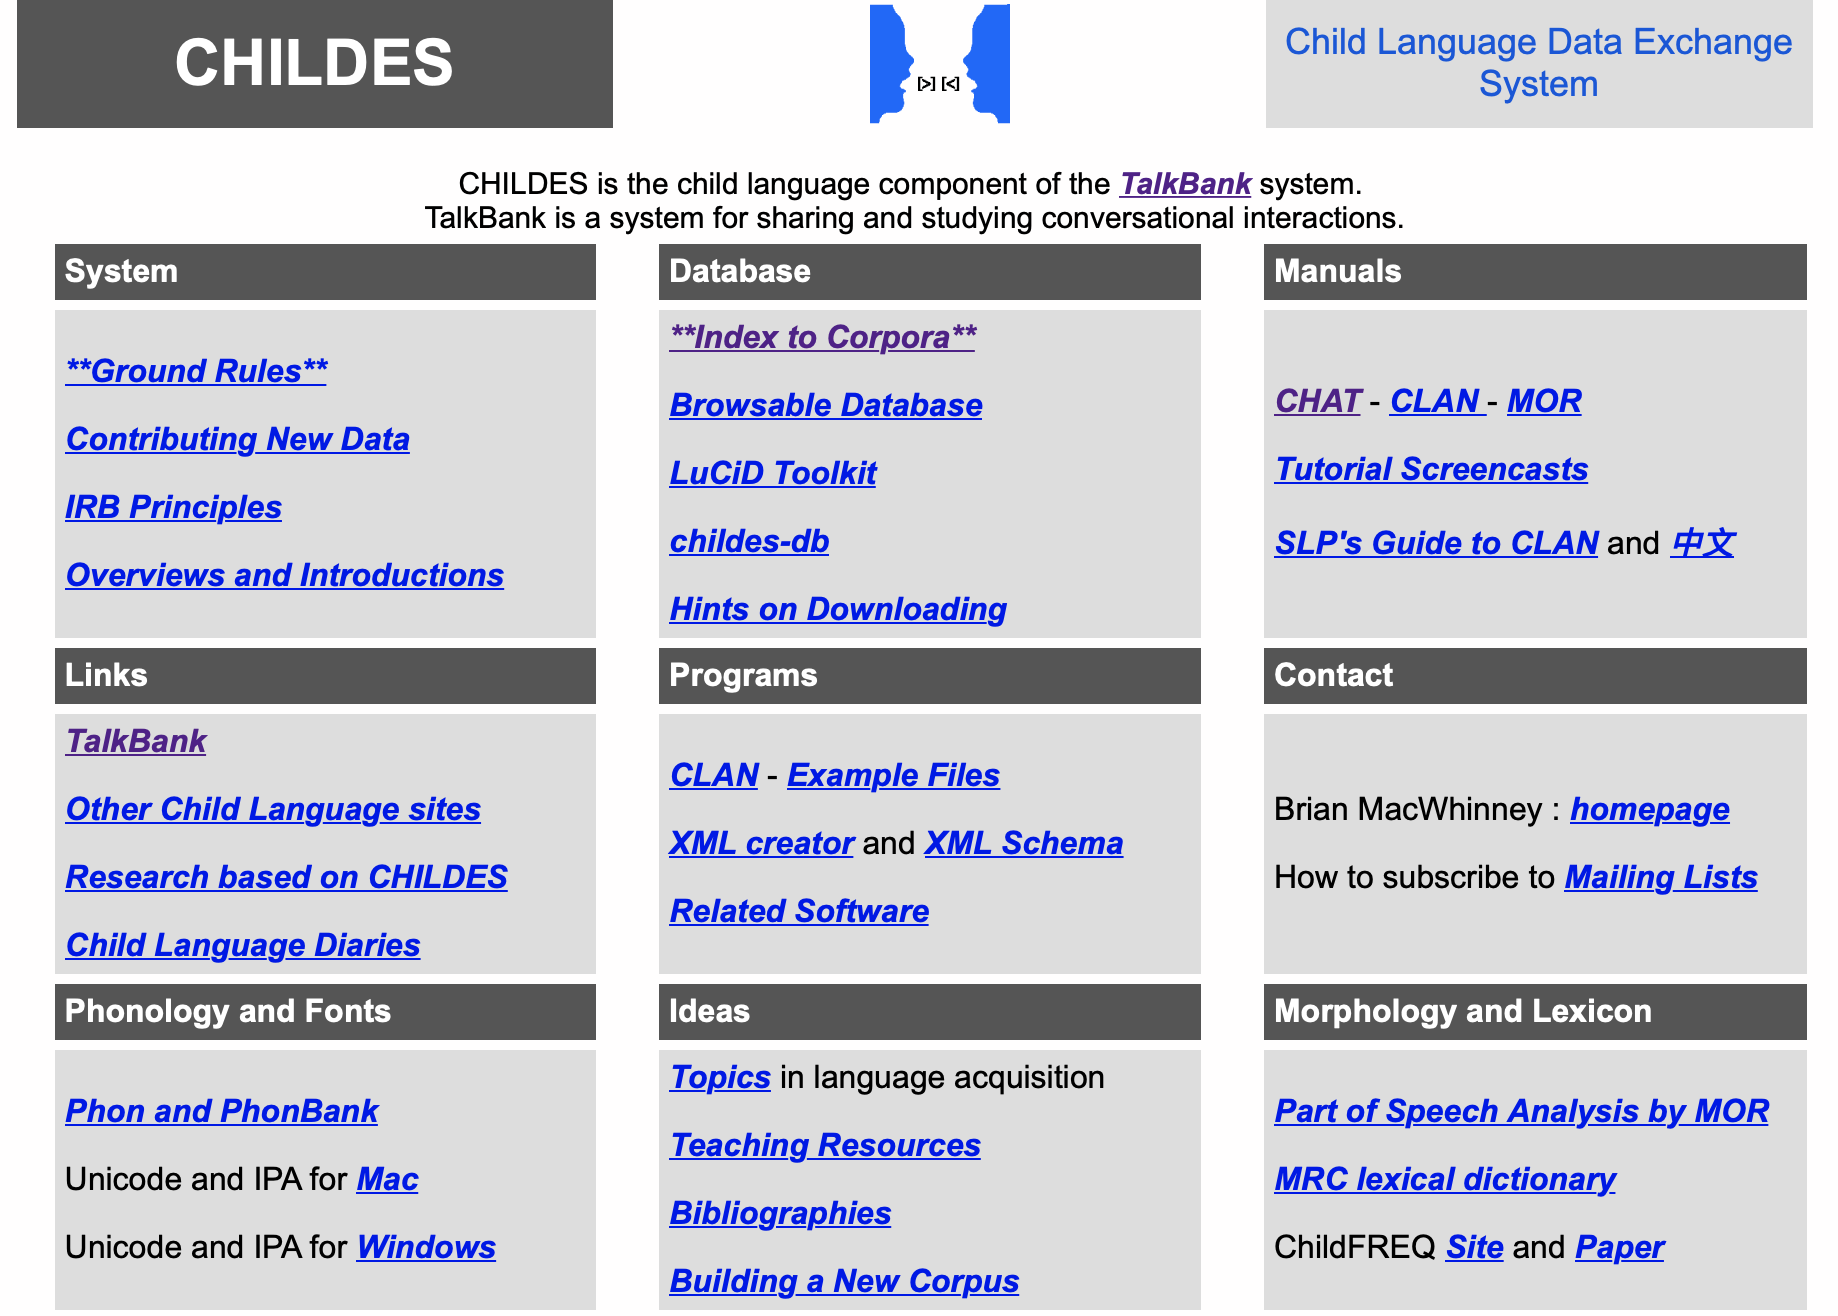 CHILDES
[>] [<]
Child Language Data Exchange
System
CHILDES is the child language component of the TalkBank system.
TalkBank is a system for sharing and studying conversational interactions.
System
**Ground Rules**
Contributing New Data
IRB Principles
Overviews and Introductions
Database
**Index to Corpora**
Browsable Database
LuCiD Toolkit
childes-db
Hints on Downloading
Manuals
CHAT - CLAN - MOR
Tutorial Screencasts
SLP's Guide to CLAN and 中文
Links
TalkBank
Other Child Language sites
Research based on CHILDES
Child Language Diaries
Programs
CLAN - Example Files
XML creator and XML Schema
Related Software
Contact
Brian MacWhinney : homepage
How to subscribe to Mailing Lists
Phonology and Fonts
Phon and PhonBank
Unicode and IPA for Mac
Unicode and IPA for Windows
Ideas
Topics in language acquisition
Teaching Resources
Bibliographies
Building a New Corpus
Morphology and Lexicon
Part of Speech Analysis by MOR
MRC lexical dictionary
ChildFREQ Site and Paper